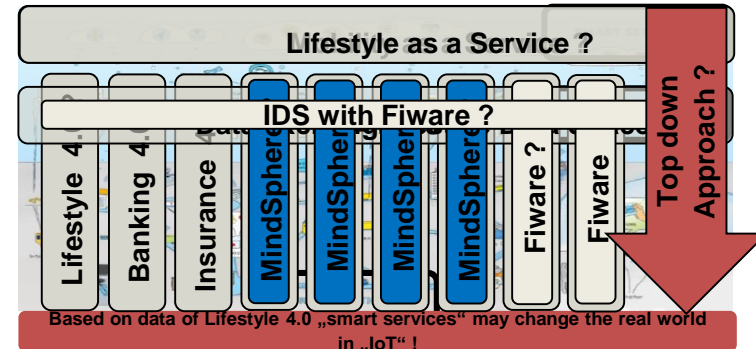 Lifestyle as a Service ?
IDS with Fiware ?
Top down
Approach ?
Lifestyle 4.0
Banking 4.0
Insurance
MindSphere
MindSphere
MindSphere
MindSphere
Fiware ?
Fiware
Based on data of Lifestyle 4.0 „smart services“ may change the real world
in „IoT“ !